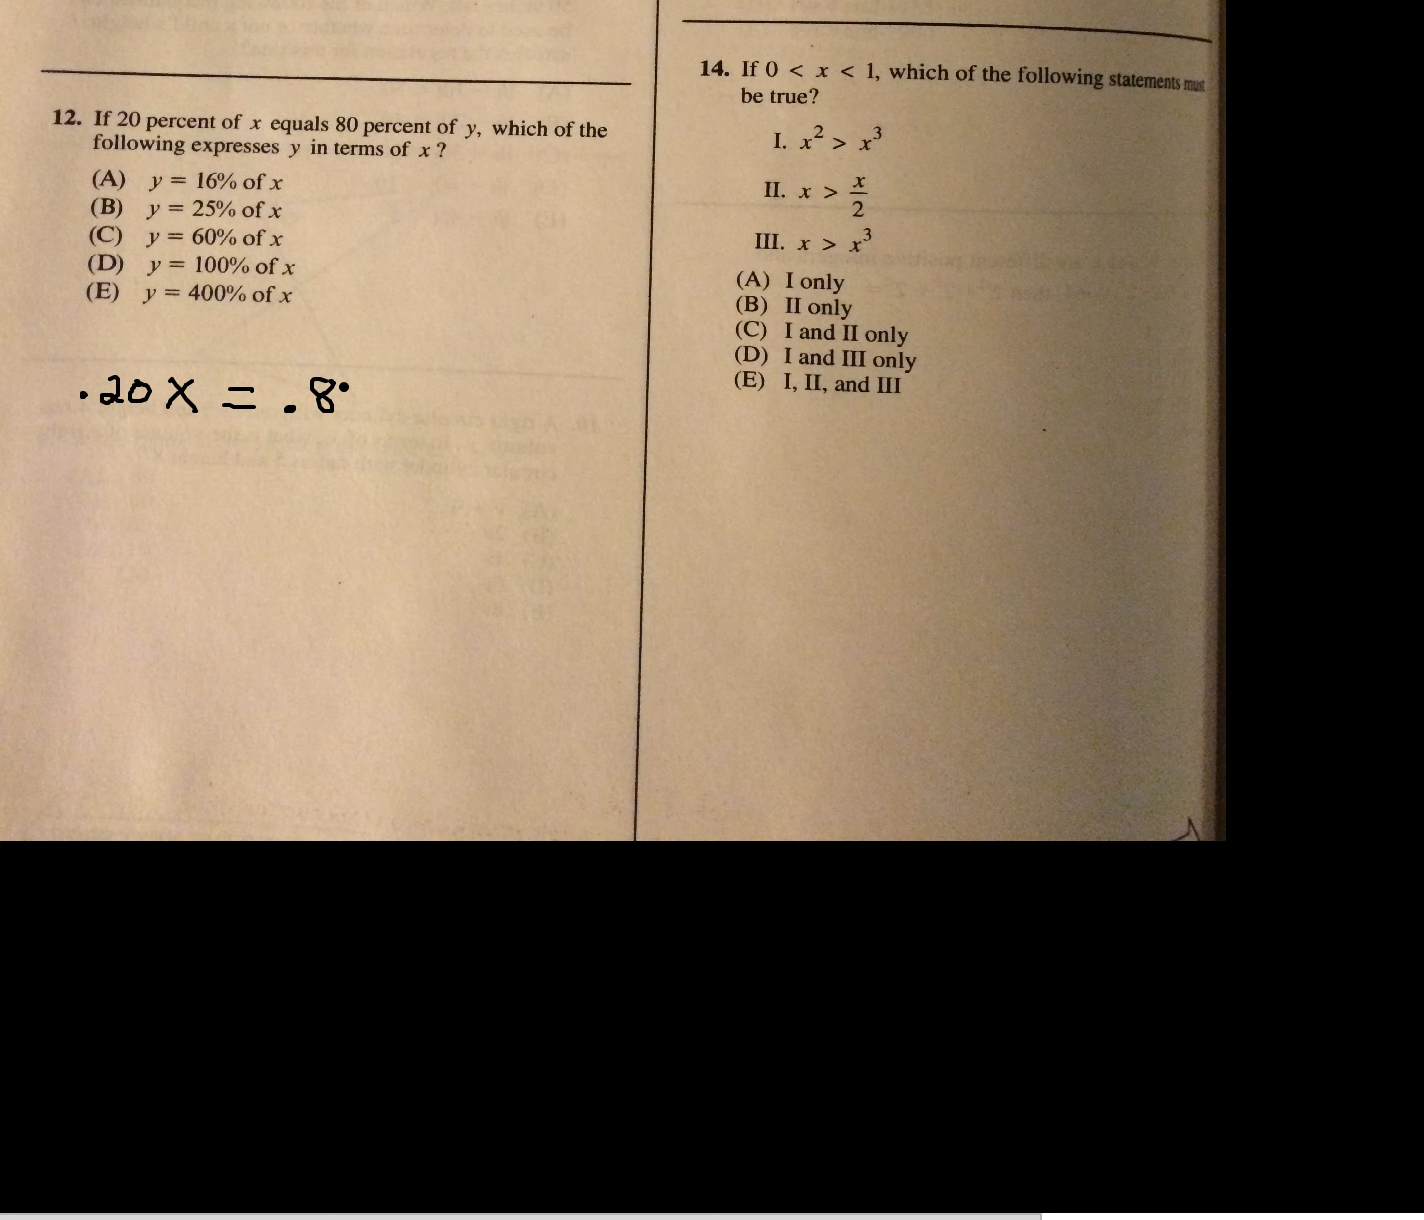 12. If 20 percent of x equals 80 percent of y, which of the
following expresses y in terms of x ?
(A) y = 16% of x
(B) y = 25% of x
(C) y = 60% of x
(D) y = 100% of x
(E) y = 400% of x
.20 X = .8
14. If 0 < x < 1, which of the following statements must
be true?
I. x² > x³
II. x > x/2
III. x > x³
(A) I only
(B) II only
(C) I and II only
(D) I and III only
(E) I, II, and III